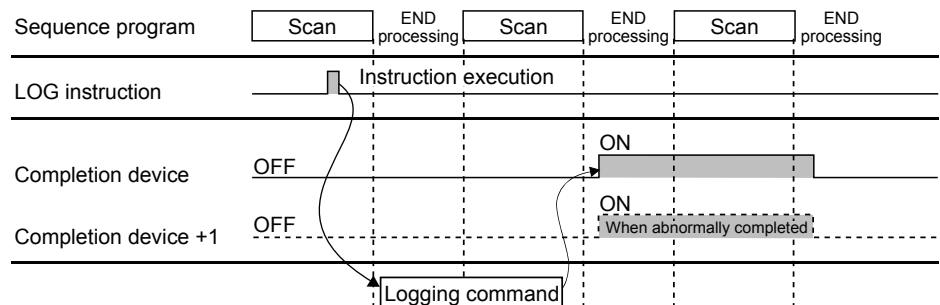 Sequence program
Scan
END
processing
Scan
END
processing
Scan
END
processing
LOG instruction
Instruction execution
Completion device
OFF
ON
Completion device +1
OFF
ON
When abnormally completed
Logging command